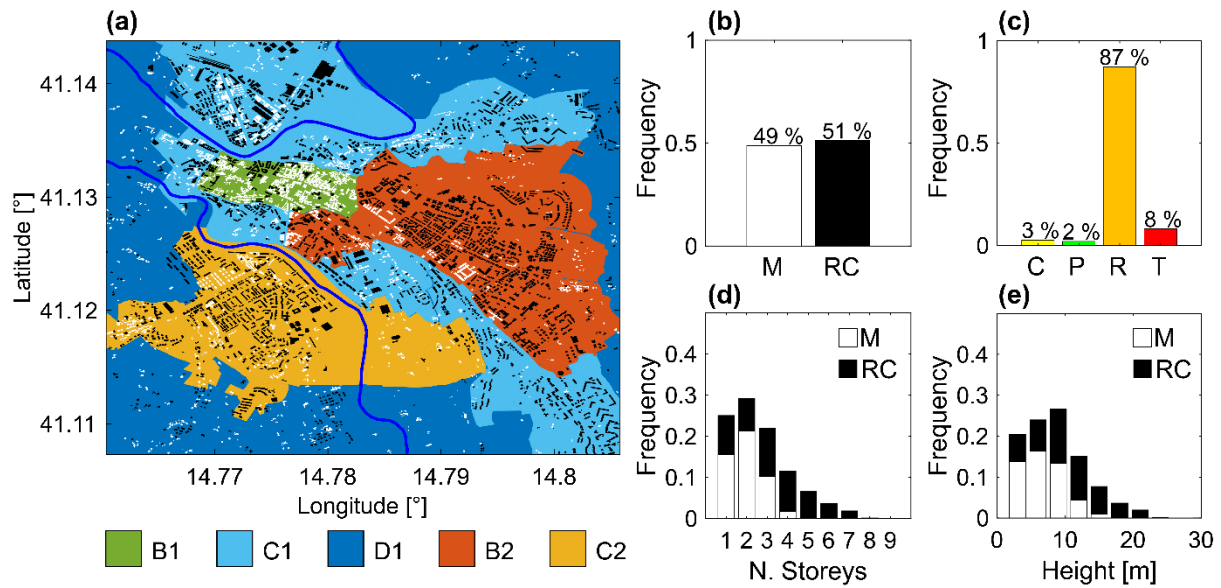 (a)
41.14
41.13
41.12
41.11
Latitude [°]
14.77 14.78 14.79 14.8
Longitude [°]
B1 C1 D1 B2 C2
(b)
1
0.5
0
Frequency
49 % 51 %
M RC
(c)
1
0.5
0
Frequency
3 % 2 % 87 % 8 %
C P R T
(d)
0.4
0.3
0.2
0.1
0
Frequency
M
RC
1 2 3 4 5 6 7 8 9
N. Storeys
(e)
0.4
0.3
0.2
0.1
0
Frequency
M
RC
0 10 20 30
Height [m]